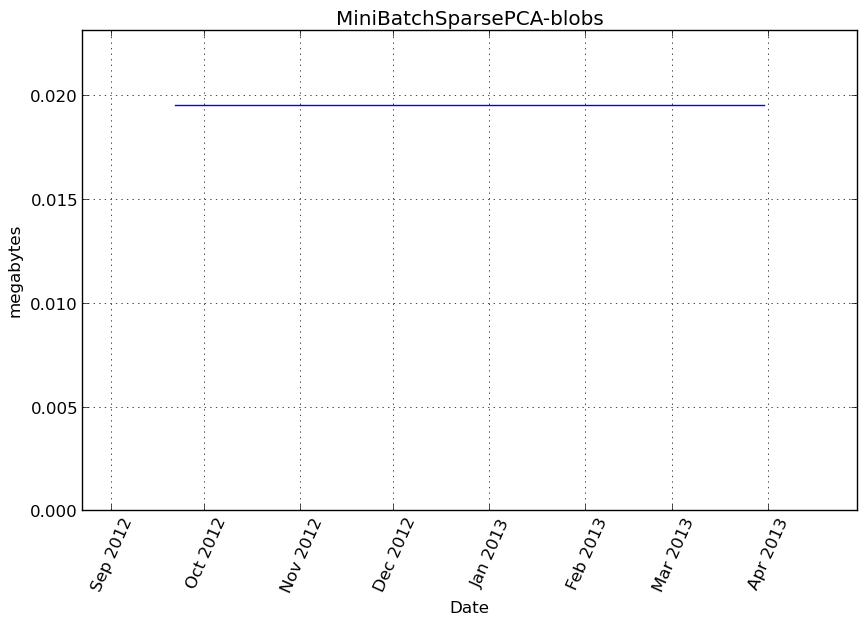 MiniBatchSparsePCA-blobs
0.020
0.015
0.010
0.005
0.000
megabytes
Sep 2012
Oct 2012
Nov 2012
Dec 2012
Jan 2013
Feb 2013
Mar 2013
Apr 2013
Date